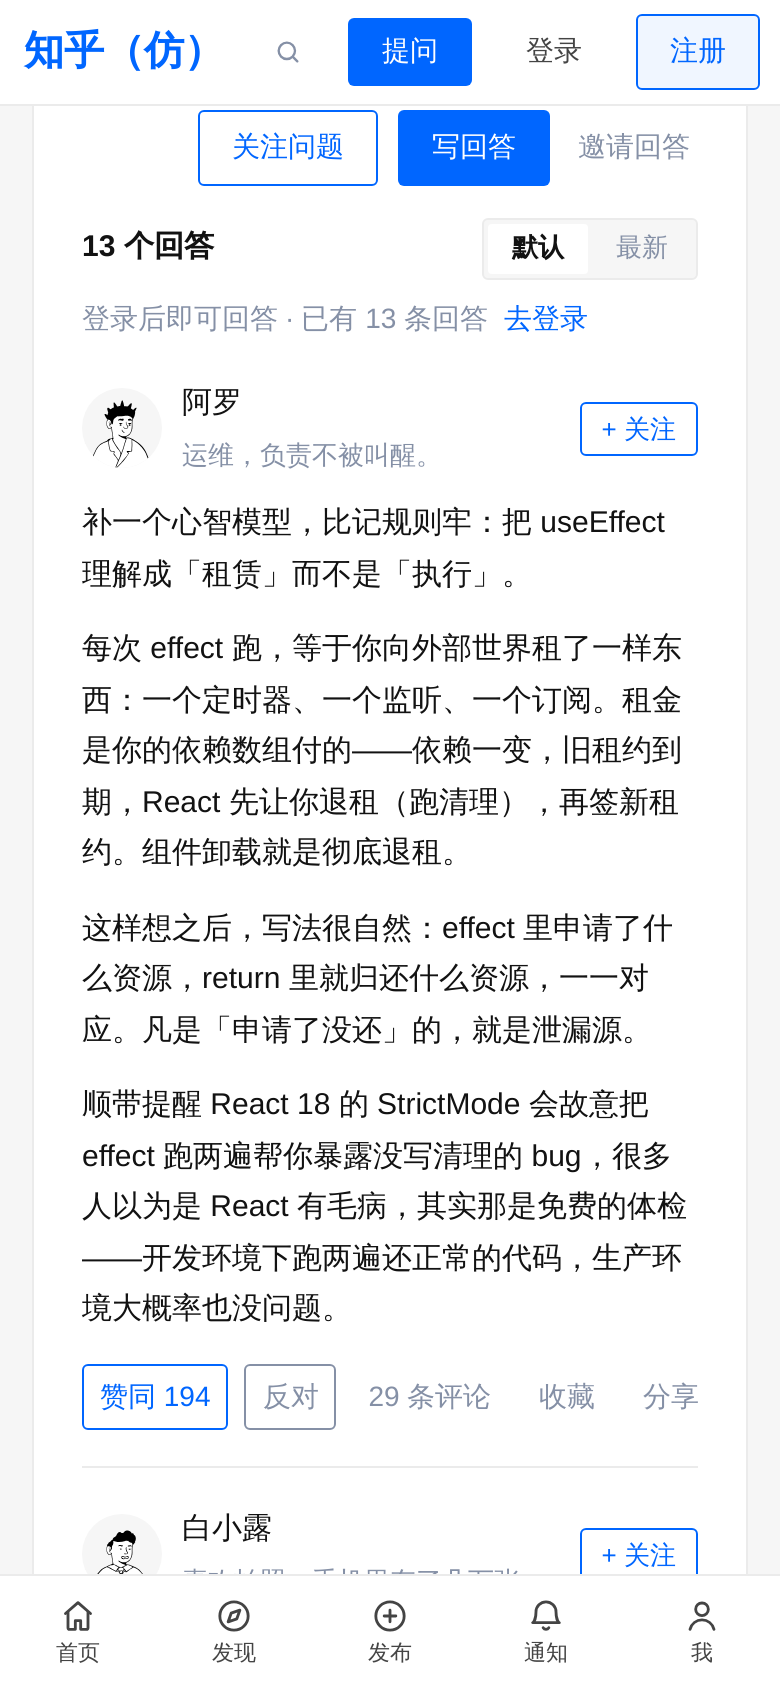 知乎（仿）
提问
登录
注册
关注问题
写回答
邀请回答
13 个回答
默认
最新
登录后即可回答 · 已有 13 条回答 去登录
阿罗
运维，负责不被叫醒。
+ 关注
补一个心智模型，比记规则牢：把 useEffect
理解成「租赁」而不是「执行」。
每次 effect 跑，等于你向外部世界租了一样东
西：一个定时器、一个监听、一个订阅。租金
是你的依赖数组付的——依赖一变，旧租约到
期，React 先让你退租（跑清理），再签新租
约。组件卸载就是彻底退租。
这样想之后，写法很自然：effect 里申请了什
么资源，return 里就归还什么资源，一一对
应。凡是「申请了没还」的，就是泄漏源。
顺带提醒 React 18 的 StrictMode 会故意把
effect 跑两遍帮你暴露没写清理的 bug，很多
人以为是 React 有毛病，其实那是免费的体检
——开发环境下跑两遍还正常的代码，生产环
境大概率也没问题。
赞同 194
反对
29 条评论
收藏
分享
白小露
+ 关注
首页
发现
发布
通知
我